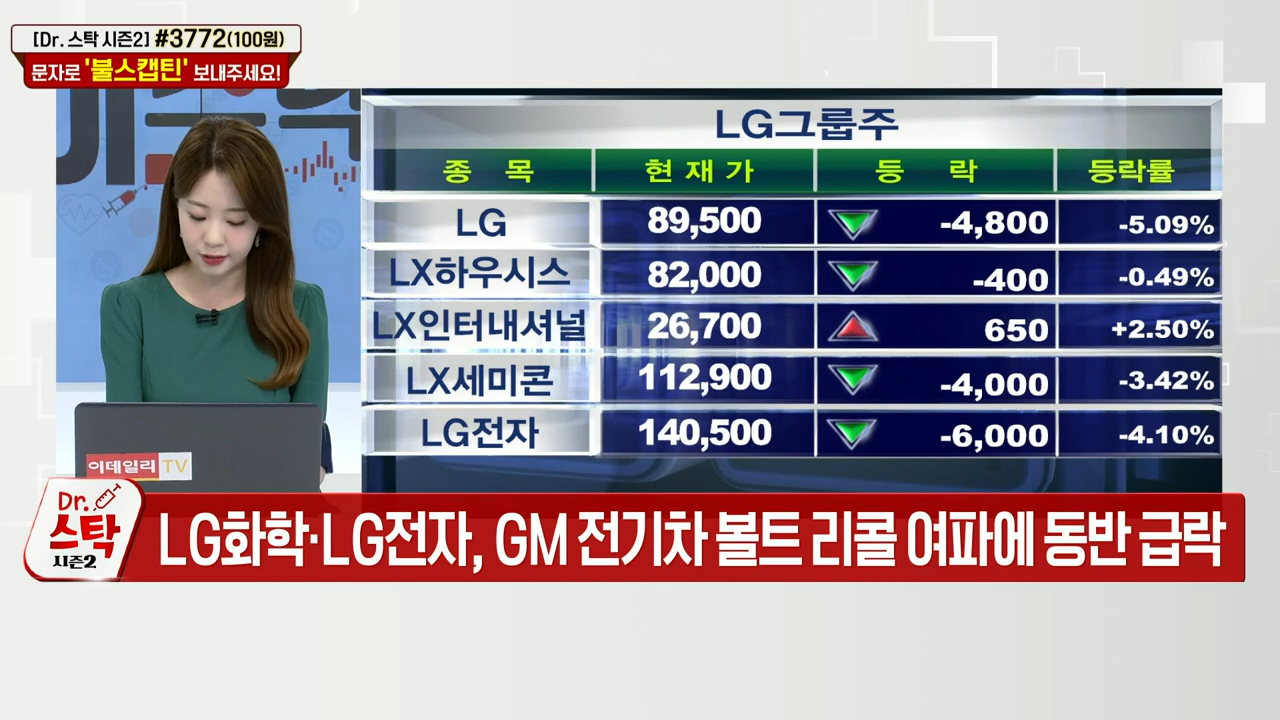 [Dr. 스탁 시즌2] #3772(100원)
문자로 '불스캡틴' 보내주세요!
LG그룹주
종 목 현 재 가 등 락 등락률
LG 89,500 -4,800 -5.09%
LX하우시스 82,000 -400 -0.49%
LX인터내셔널 26,700 650 +2.50%
LX세미콘 112,900 -4,000 -3.42%
LG전자 140,500 -6,000 -4.10%
이데일리 TV
Dr.
스탁
시즌2
LG화학·LG전자, GM 전기차 볼트 리콜 여파에 동반 급락